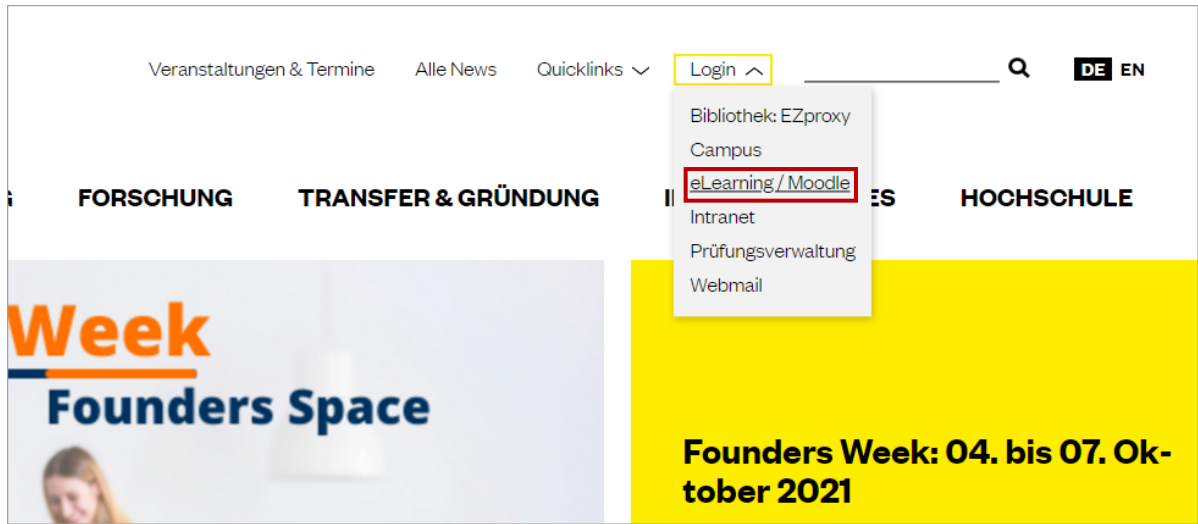 Veranstaltungen & Termine Alle News Quicklinks Login DE EN
Bibliothek: EZproxy
Campus
eLearning / Moodle
Intranet
Prüfungsverwaltung
Webmail
FORSCHUNG TRANSFER & GRÜNDUNG HOCHSCHULE
Week
Founders Space
Founders Week: 04. bis 07. Ok-
tober 2021